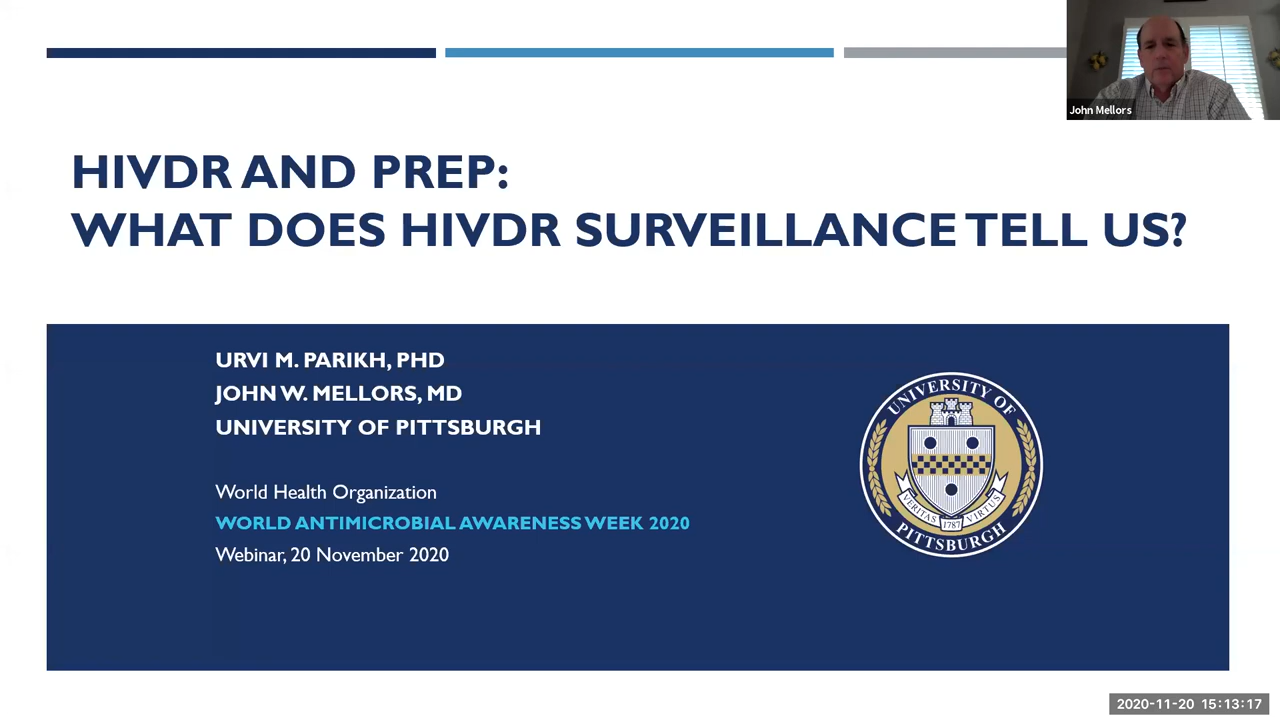 John Mellors
HIVDR AND PREP:
WHAT DOES HIVDR SURVEILLANCE TELL US?
URVI M. PARIKH, PHD
JOHN W. MELLORS, MD
UNIVERSITY OF PITTSBURGH
World Health Organization
WORLD ANTIMICROBIAL AWARENESS WEEK 2020
Webinar, 20 November 2020
UNIVERSITY OF
VERITAS 1787 VIRTUS
PITTSBURGH
2020-11-20 15:13:17